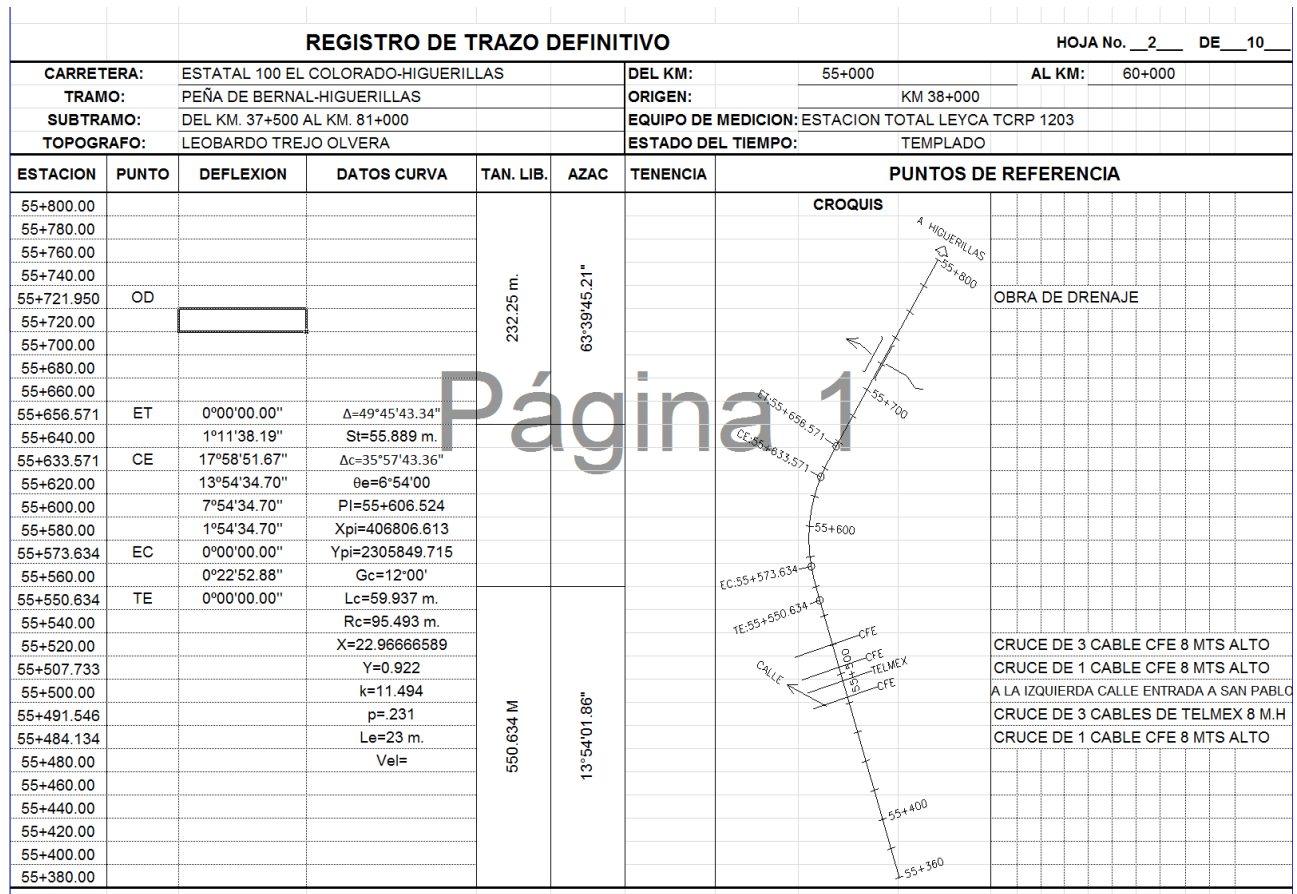 REGISTRO DE TRAZO DEFINITIVO HOJA No. __2___ DE___10___
CARRETERA: ESTATAL 100 EL COLORADO-HIGUERILLAS DEL KM: 55+000 AL KM: 60+000
TRAMO: PEÑA DE BERNAL-HIGUERILLAS ORIGEN: KM 38+000
SUBTRAMO: DEL KM. 37+500 AL KM. 81+000 EQUIPO DE MEDICION: ESTACION TOTAL LEYCA TCRP 1203
TOPOGRAFO: LEOBARDO TREJO OLVERA ESTADO DEL TIEMPO: TEMPLADO
ESTACION PUNTO DEFLEXION DATOS CURVA TAN. LIB. AZAC TENENCIA PUNTOS DE REFERENCIA
55+800.00 CROQUIS
55+780.00
55+760.00
55+740.00
55+721.950 OD OBRA DE DRENAJE
55+720.00
55+700.00
55+680.00
55+660.00
55+656.571 ET 0º00'00.00" Δ=49°45'43.34"
55+640.00 1º11'38.19" St=55.889 m.
55+633.571 CE 17º58'51.67" Δc=35°57'43.36"
55+620.00 13º54'34.70" θe=6°54'00
55+600.00 7º54'34.70" PI=55+606.524
55+580.00 1º54'34.70" Xpi=406806.613
55+573.634 EC 0º00'00.00" Ypi=2305849.715
55+560.00 0º22'52.88" Gc=12°00'
55+550.634 TE 0º00'00.00" Lc=59.937 m.
55+540.00 Rc=95.493 m.
55+520.00 X=22.96666589 CRUCE DE 3 CABLE CFE 8 MTS ALTO
55+507.733 Y=0.922 CRUCE DE 1 CABLE CFE 8 MTS ALTO
55+500.00 k=11.494 A LA IZQUIERDA CALLE ENTRADA A SAN PABLO
55+491.546 p=.231 CRUCE DE 3 CABLES DE TELMEX 8 M.H
55+484.134 Le=23 m. CRUCE DE 1 CABLE CFE 8 MTS ALTO
55+480.00 Vel=
55+460.00
55+440.00
55+420.00
55+400.00
55+380.00
232.25 m.
63°39'45.21"
550.634 M
13°54'01.86"
A HIGUERILLAS
55+800
55+700
ET:55+656.571
CE:55+633.571
55+600
EC:55+573.634
TE:55+550.634
CFE
CFE
TELMEX
CFE
CALLE
55+500
55+400
55+360
Página 1